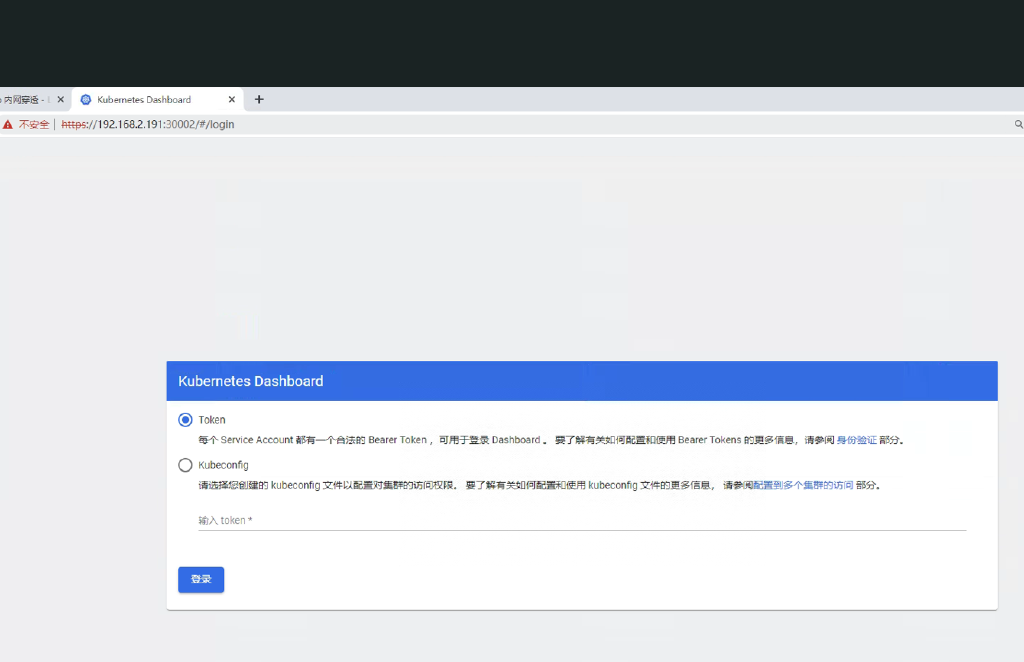 内网穿透 -
Kubernetes Dashboard
不安全 https://192.168.2.191:30002/#/login
Kubernetes Dashboard
Token
每个 Service Account 都有一个合法的 Bearer Token ，可用于登录 Dashboard 。 要了解有关如何配置和使用 Bearer Tokens 的更多信息，请参阅 身份验证 部分。
Kubeconfig
请选择您创建的 kubeconfig 文件以配置对集群的访问权限。 要了解有关如何配置和使用 kubeconfig 文件的更多信息， 请参阅配置到多个集群的访问 部分。
输入 token *
登录